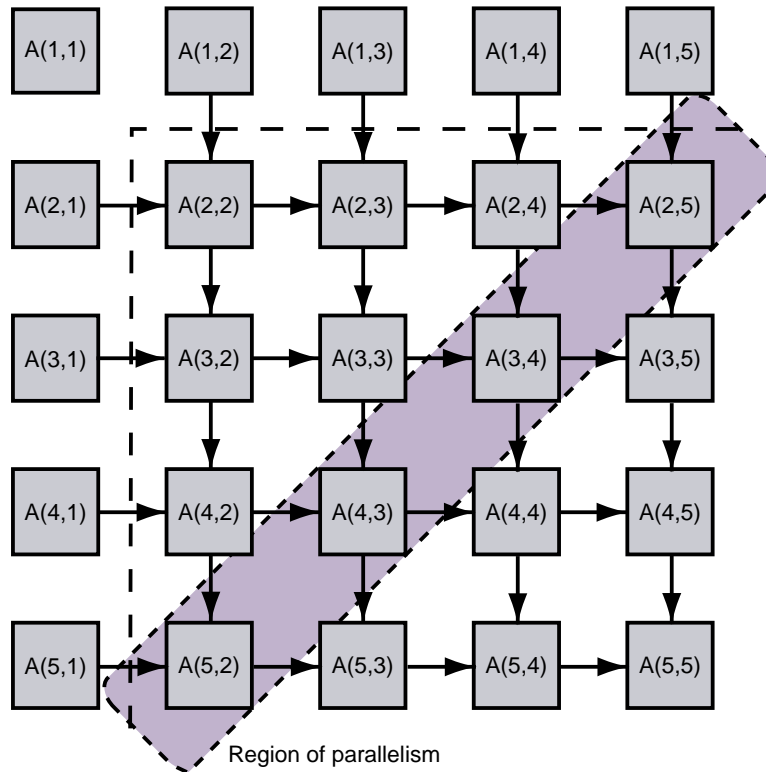 A(1,1) A(1,2) A(1,3) A(1,4) A(1,5)
A(2,1) A(2,2) A(2,3) A(2,4) A(2,5)
A(3,1) A(3,2) A(3,3) A(3,4) A(3,5)
A(4,1) A(4,2) A(4,3) A(4,4) A(4,5)
A(5,1) A(5,2) A(5,3) A(5,4) A(5,5)
Region of parallelism